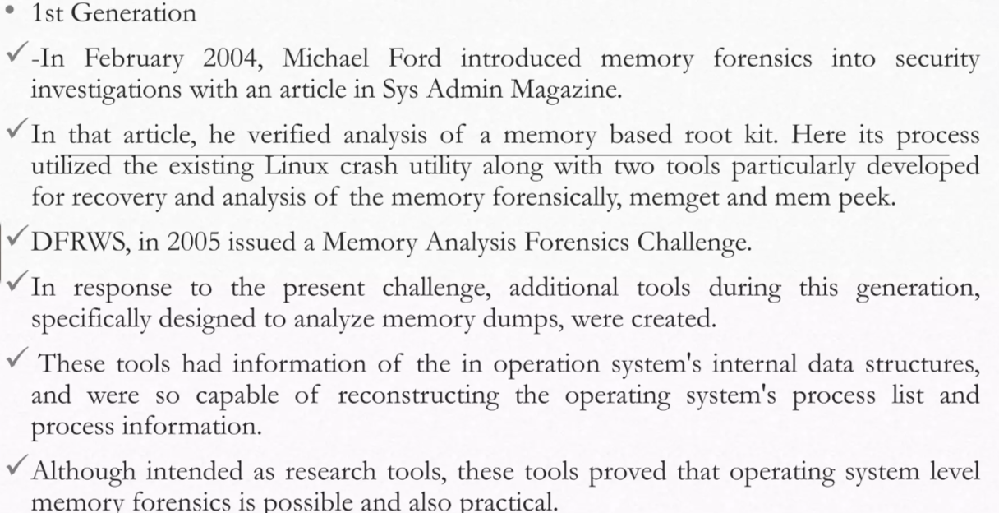 • 1st Generation
✓ -In February 2004, Michael Ford introduced memory forensics into security
investigations with an article in Sys Admin Magazine.
✓ In that article, he verified analysis of a memory based root kit. Here its process
utilized the existing Linux crash utility along with two tools particularly developed
for recovery and analysis of the memory forensically, memget and mem peek.
✓ DFRWS, in 2005 issued a Memory Analysis Forensics Challenge.
✓ In response to the present challenge, additional tools during this generation,
specifically designed to analyze memory dumps, were created.
✓ These tools had information of the in operation system's internal data structures,
and were so capable of reconstructing the operating system's process list and
process information.
✓ Although intended as research tools, these tools proved that operating system level
memory forensics is possible and also practical.